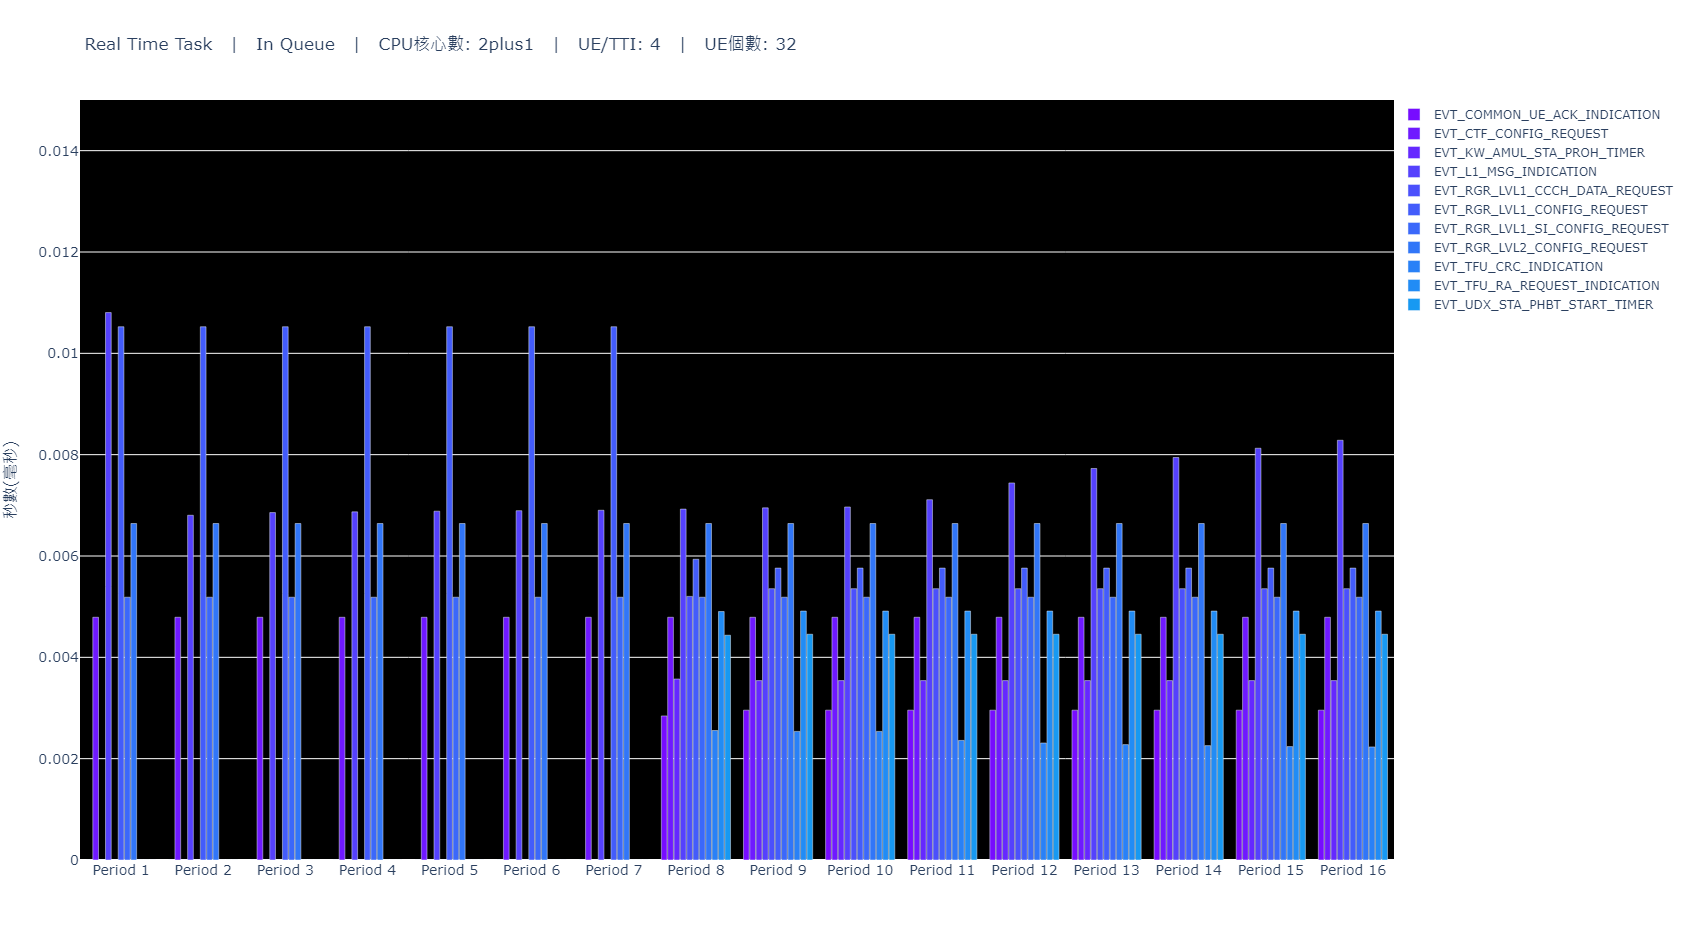 Real Time Task | In Queue | CPU核心數: 2plus1 | UE/TTI: 4 | UE個數: 32
EVT_COMMON_UE_ACK_INDICATION
EVT_CTF_CONFIG_REQUEST
EVT_KW_AMUL_STA_PROH_TIMER
EVT_L1_MSG_INDICATION
EVT_RGR_LVL1_CCCH_DATA_REQUEST
EVT_RGR_LVL1_CONFIG_REQUEST
EVT_RGR_LVL1_SI_CONFIG_REQUEST
EVT_RGR_LVL2_CONFIG_REQUEST
EVT_TFU_CRC_INDICATION
EVT_TFU_RA_REQUEST_INDICATION
EVT_UDX_STA_PHBT_START_TIMER
秒數(毫秒)
0.014
0.012
0.01
0.008
0.006
0.004
0.002
0
Period 1 Period 2 Period 3 Period 4 Period 5 Period 6 Period 7 Period 8 Period 9 Period 10 Period 11 Period 12 Period 13 Period 14 Period 15 Period 16